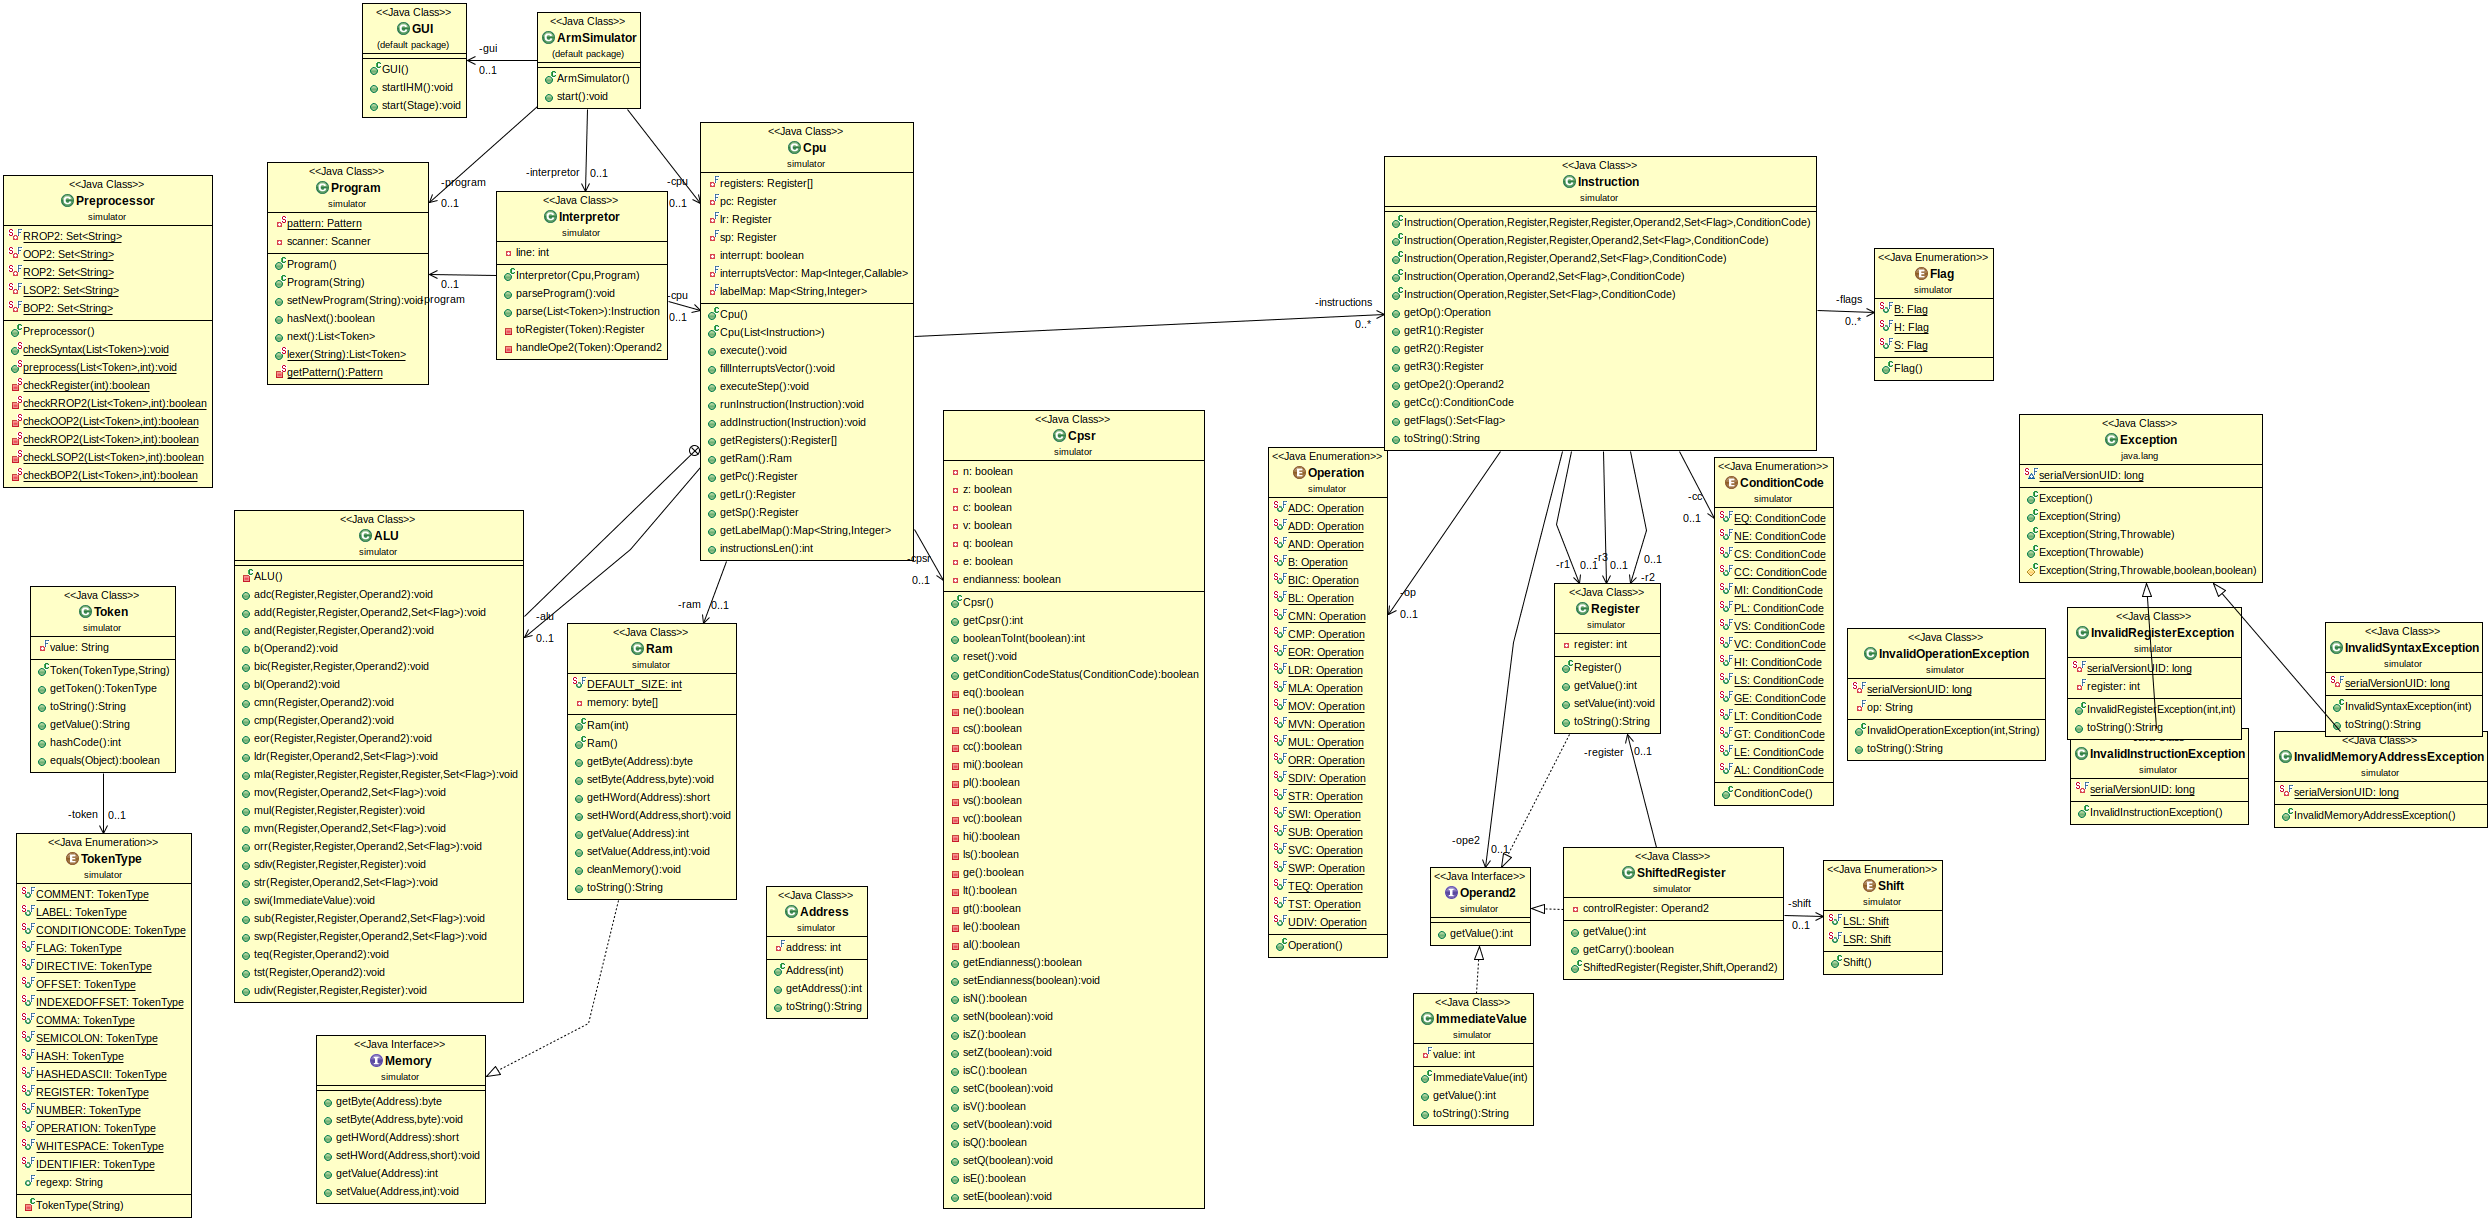 <<Java Class>>
GUI
(default package)
GUI()
startIHM():void
start(Stage):void
-gui
0..1
<<Java Class>>
ArmSimulator
(default package)
ArmSimulator()
start():void
-program
0..1
-interpretor
0..1
-cpu
0..1
<<Java Class>>
Preprocessor
simulator
RROP2: Set<String>
OOP2: Set<String>
ROP2: Set<String>
LSOP2: Set<String>
BOP2: Set<String>
Preprocessor()
checkSyntax(List<Token>):void
preprocess(List<Token>,int):void
checkRegister(int):boolean
checkRROP2(List<Token>,int):boolean
checkOOP2(List<Token>,int):boolean
checkROP2(List<Token>,int):boolean
checkLSOP2(List<Token>,int):boolean
checkBOP2(List<Token>,int):boolean
<<Java Class>>
Program
simulator
pattern: Pattern
scanner: Scanner
Program()
Program(String)
setNewProgram(String):void
hasNext():boolean
next():List<Token>
lexer(String):List<Token>
getPattern():Pattern
0..1
-program
<<Java Class>>
Interpretor
simulator
line: int
Interpretor(Cpu,Program)
parseProgram():void
parse(List<Token>):Instruction
toRegister(Token):Register
handleOpe2(Token):Operand2
-cpu
0..1
<<Java Class>>
Cpu
simulator
registers: Register[]
pc: Register
lr: Register
sp: Register
interrupt: boolean
interruptsVector: Map<Integer,Callable>
labelMap: Map<String,Integer>
Cpu()
Cpu(List<Instruction>)
execute():void
fillInterruptsVector():void
executeStep():void
runInstruction(Instruction):void
addInstruction(Instruction):void
getRegisters():Register[]
getRam():Ram
getPc():Register
getLr():Register
getSp():Register
getLabelMap():Map<String,Integer>
instructionsLen():int
-instructions
0..*
-cpsr
0..1
-ram
0..1
-alu
0..1
<<Java Class>>
Instruction
simulator
Instruction(Operation,Register,Register,Register,Operand2,Set<Flag>,ConditionCode)
Instruction(Operation,Register,Register,Operand2,Set<Flag>,ConditionCode)
Instruction(Operation,Register,Operand2,Set<Flag>,ConditionCode)
Instruction(Operation,Operand2,Set<Flag>,ConditionCode)
Instruction(Operation,Register,Set<Flag>,ConditionCode)
getOp():Operation
getR1():Register
getR2():Register
getR3():Register
getOpe2():Operand2
getCc():ConditionCode
getFlags():Set<Flag>
toString():String
-flags
0..*
<<Java Enumeration>>
Flag
simulator
B: Flag
H: Flag
S: Flag
Flag()
<<Java Class>>
ALU
simulator
ALU()
adc(Register,Register,Operand2):void
add(Register,Register,Operand2,Set<Flag>):void
and(Register,Register,Operand2):void
b(Operand2):void
bic(Register,Register,Operand2):void
bl(Operand2):void
cmn(Register,Operand2):void
cmp(Register,Operand2):void
eor(Register,Register,Operand2):void
ldr(Register,Operand2,Set<Flag>):void
mla(Register,Register,Register,Register,Set<Flag>):void
mov(Register,Operand2,Set<Flag>):void
mul(Register,Register,Register):void
mvn(Register,Operand2,Set<Flag>):void
orr(Register,Register,Operand2,Set<Flag>):void
sdiv(Register,Register,Register):void
str(Register,Operand2,Set<Flag>):void
swi(ImmediateValue):void
sub(Register,Register,Operand2,Set<Flag>):void
swp(Register,Register,Operand2,Set<Flag>):void
teq(Register,Operand2):void
tst(Register,Operand2):void
udiv(Register,Register,Register):void
<<Java Class>>
Token
simulator
value: String
Token(TokenType,String)
getToken():TokenType
toString():String
getValue():String
hashCode():int
equals(Object):boolean
-token
0..1
<<Java Enumeration>>
TokenType
simulator
COMMENT: TokenType
LABEL: TokenType
CONDITIONCODE: TokenType
FLAG: TokenType
DIRECTIVE: TokenType
OFFSET: TokenType
INDEXEDOFFSET: TokenType
COMMA: TokenType
SEMICOLON: TokenType
HASH: TokenType
HASHEDASCII: TokenType
REGISTER: TokenType
NUMBER: TokenType
OPERATION: TokenType
WHITESPACE: TokenType
IDENTIFIER: TokenType
regexp: String
TokenType(String)
<<Java Class>>
Ram
simulator
DEFAULT_SIZE: int
memory: byte[]
Ram(int)
Ram()
getByte(Address):byte
setByte(Address,byte):void
getHWord(Address):short
setHWord(Address,short):void
getValue(Address):int
setValue(Address,int):void
cleanMemory():void
toString():String
<<Java Interface>>
Memory
simulator
getByte(Address):byte
setByte(Address,byte):void
getHWord(Address):short
setHWord(Address,short):void
getValue(Address):int
setValue(Address,int):void
<<Java Class>>
Address
simulator
address: int
Address(int)
getAddress():int
toString():String
<<Java Class>>
Cpsr
simulator
n: boolean
z: boolean
c: boolean
v: boolean
q: boolean
e: boolean
endianness: boolean
Cpsr()
getCpsr():int
booleanToInt(boolean):int
reset():void
getConditionCodeStatus(ConditionCode):boolean
eq():boolean
ne():boolean
cs():boolean
cc():boolean
mi():boolean
pl():boolean
vs():boolean
vc():boolean
hi():boolean
ls():boolean
ge():boolean
lt():boolean
gt():boolean
le():boolean
al():boolean
getEndianness():boolean
setEndianness(boolean):void
isN():boolean
setN(boolean):void
isZ():boolean
setZ(boolean):void
isC():boolean
setC(boolean):void
isV():boolean
setV(boolean):void
isQ():boolean
setQ(boolean):void
isE():boolean
setE(boolean):void
<<Java Enumeration>>
Operation
simulator
ADC: Operation
ADD: Operation
AND: Operation
B: Operation
BIC: Operation
BL: Operation
CMN: Operation
CMP: Operation
EOR: Operation
LDR: Operation
MLA: Operation
MOV: Operation
MVN: Operation
MUL: Operation
ORR: Operation
SDIV: Operation
STR: Operation
SWI: Operation
SUB: Operation
SVC: Operation
SWP: Operation
TEQ: Operation
TST: Operation
UDIV: Operation
Operation()
-op
0..1
-r1
0..1
-r3
0..1
0..1
-r2
-cc
0..1
<<Java Class>>
Register
simulator
register: int
Register()
getValue():int
setValue(int):void
toString():String
-register
0..1
-ope2
0..1
<<Java Interface>>
Operand2
simulator
getValue():int
<<Java Class>>
ShiftedRegister
simulator
controlRegister: Operand2
getValue():int
getCarry():boolean
ShiftedRegister(Register,Shift,Operand2)
-shift
0..1
<<Java Enumeration>>
Shift
simulator
LSL: Shift
LSR: Shift
Shift()
<<Java Class>>
ImmediateValue
simulator
value: int
ImmediateValue(int)
getValue():int
toString():String
<<Java Enumeration>>
ConditionCode
simulator
EQ: ConditionCode
NE: ConditionCode
CS: ConditionCode
CC: ConditionCode
MI: ConditionCode
PL: ConditionCode
VS: ConditionCode
VC: ConditionCode
HI: ConditionCode
LS: ConditionCode
GE: ConditionCode
LT: ConditionCode
GT: ConditionCode
LE: ConditionCode
AL: ConditionCode
ConditionCode()
<<Java Class>>
Exception
java.lang
serialVersionUID: long
Exception()
Exception(String)
Exception(String,Throwable)
Exception(Throwable)
Exception(String,Throwable,boolean,boolean)
<<Java Class>>
InvalidOperationException
simulator
serialVersionUID: long
op: String
InvalidOperationException(int,String)
toString():String
<<Java Class>>
InvalidRegisterException
simulator
serialVersionUID: long
register: int
InvalidRegisterException(int,int)
toString():String
<<Java Class>>
InvalidInstructionException
simulator
serialVersionUID: long
InvalidInstructionException()
<<Java Class>>
InvalidSyntaxException
simulator
serialVersionUID: long
InvalidSyntaxException(int)
toString():String
<<Java Class>>
InvalidMemoryAddressException
simulator
serialVersionUID: long
InvalidMemoryAddressException()